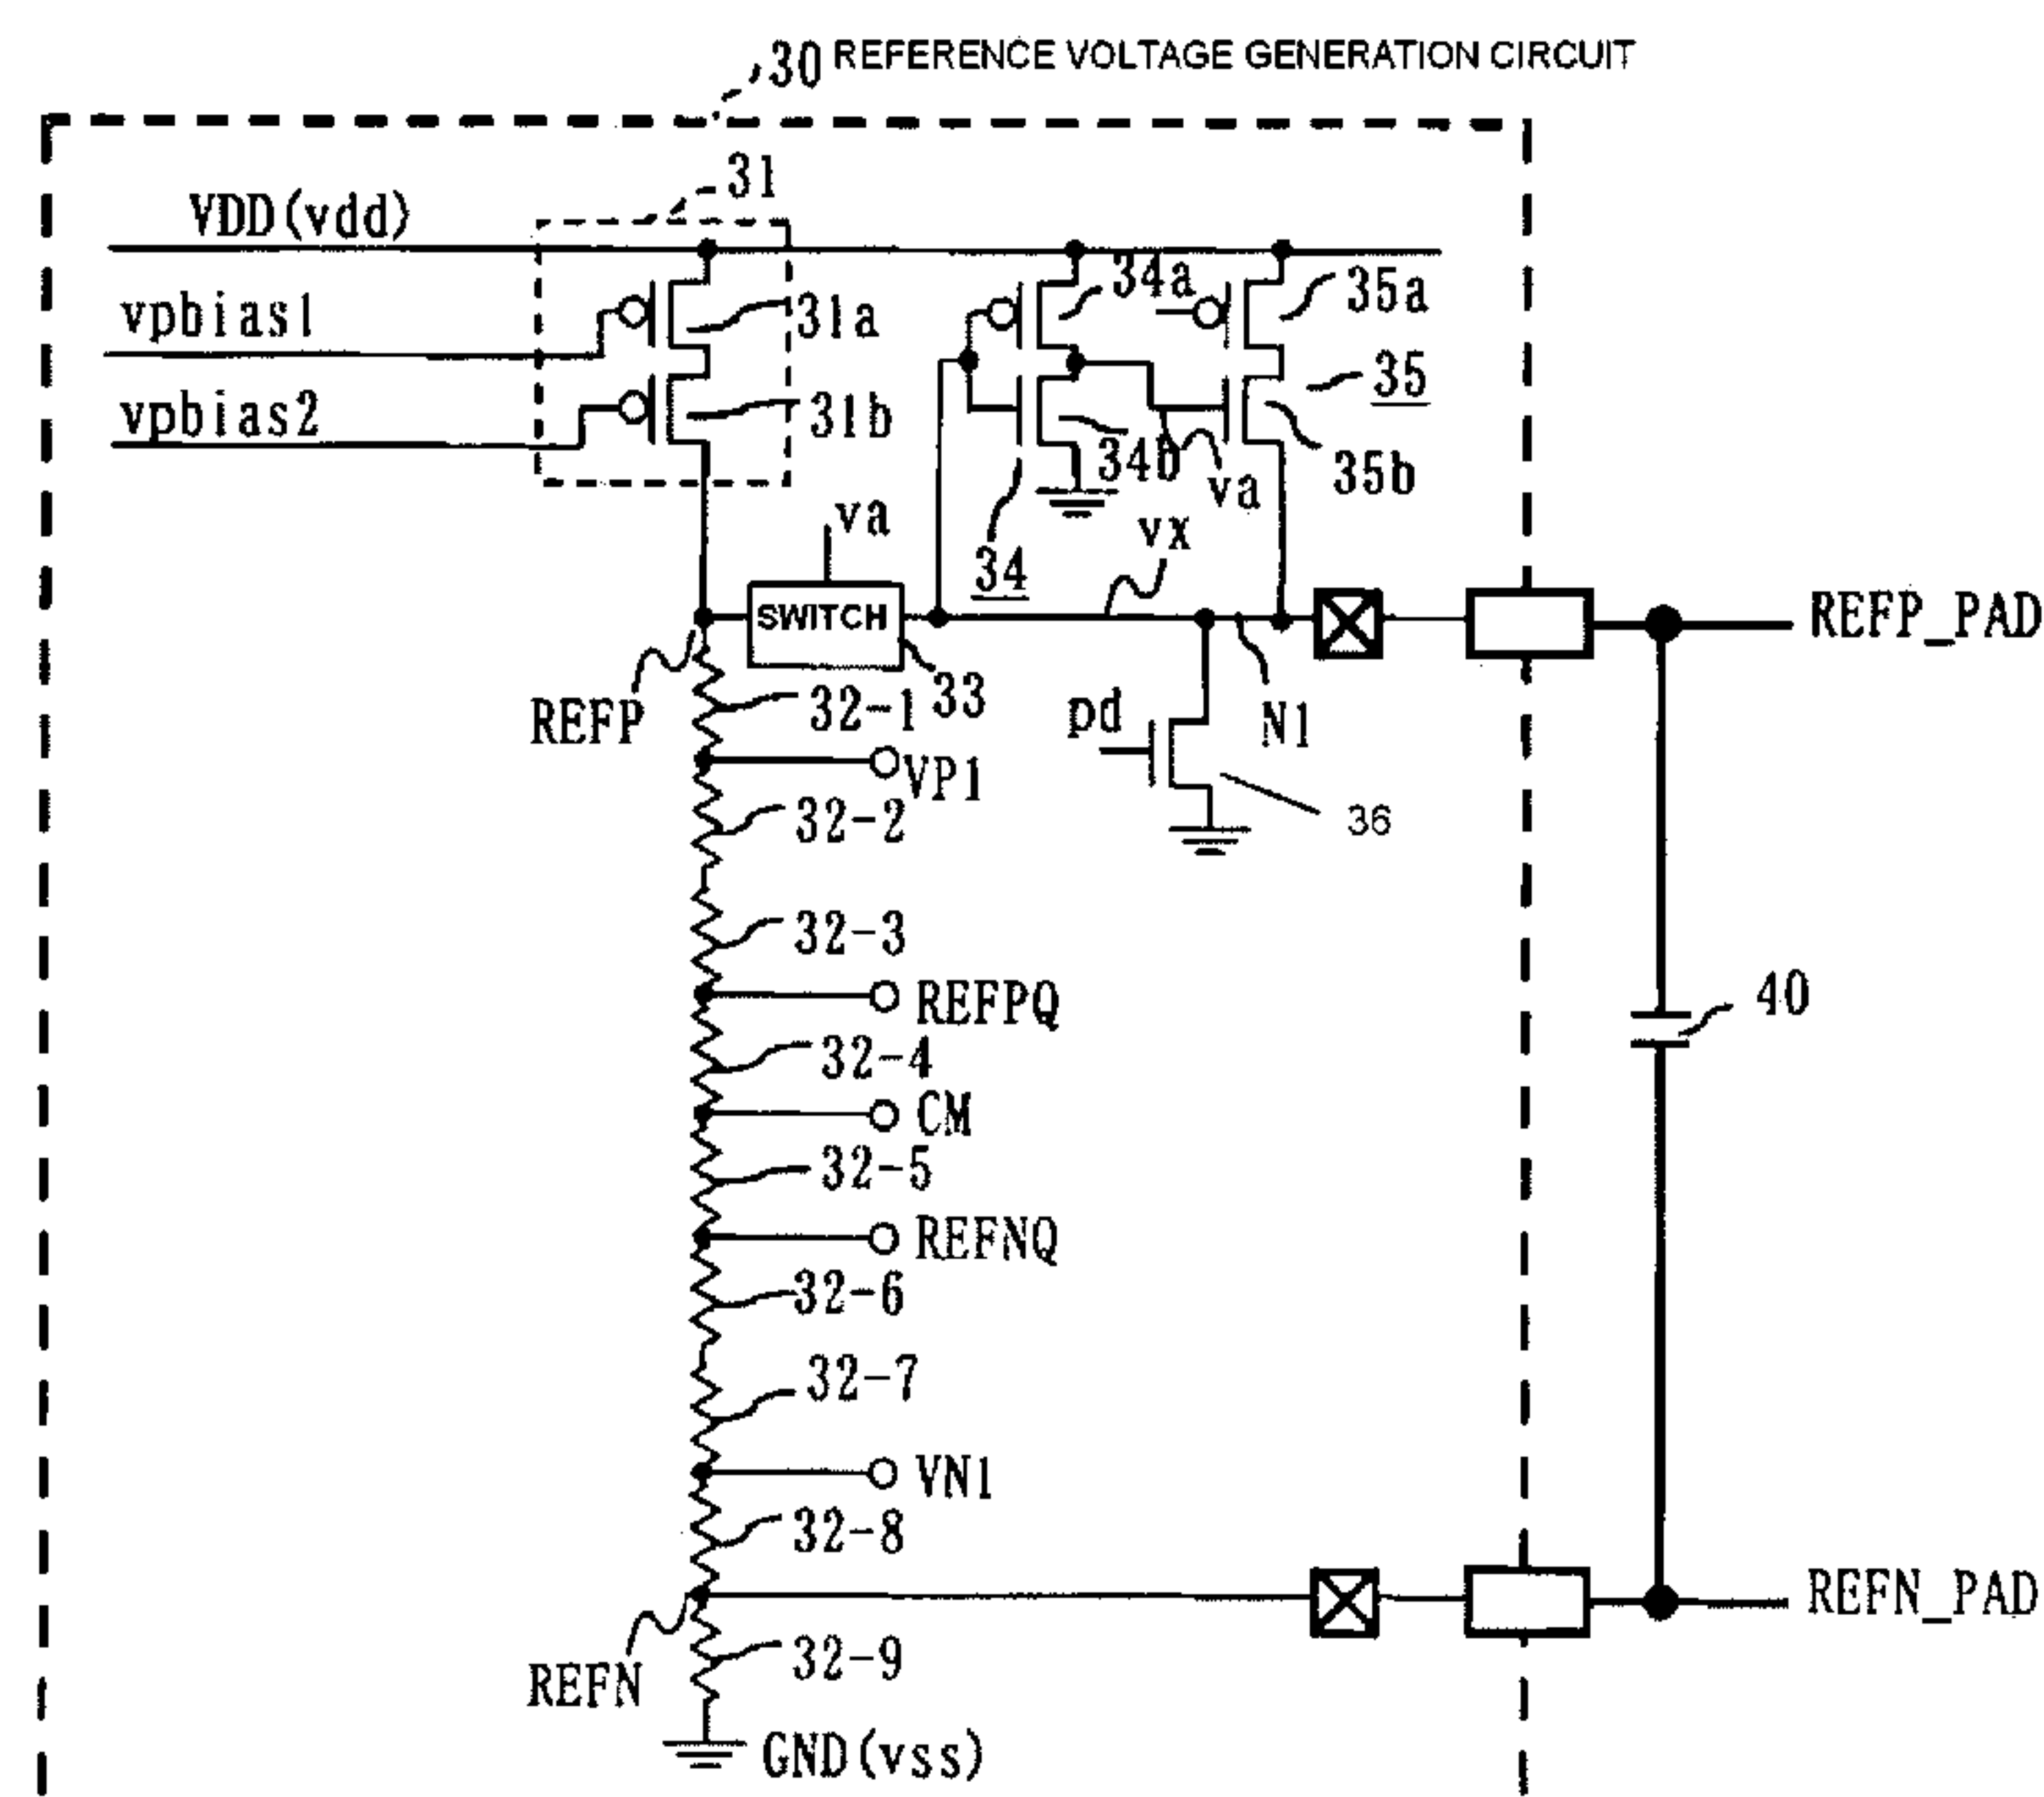 30 REFERENCE VOLTAGE GENERATION CIRCUIT
31
VDD(vdd)
34a
35a
vpbias1
31a
35
vpbias2
31b
34b
va
35b
va
vx
34
SWITCH
REFP_PAD
REFP
32-1
33
pd
N1
VP1
32-2
36
32-3
REFPQ
40
32-4
CM
32-5
REFNQ
32-6
32-7
VN1
32-8
REFN_PAD
REFN
32-9
GND(vss)